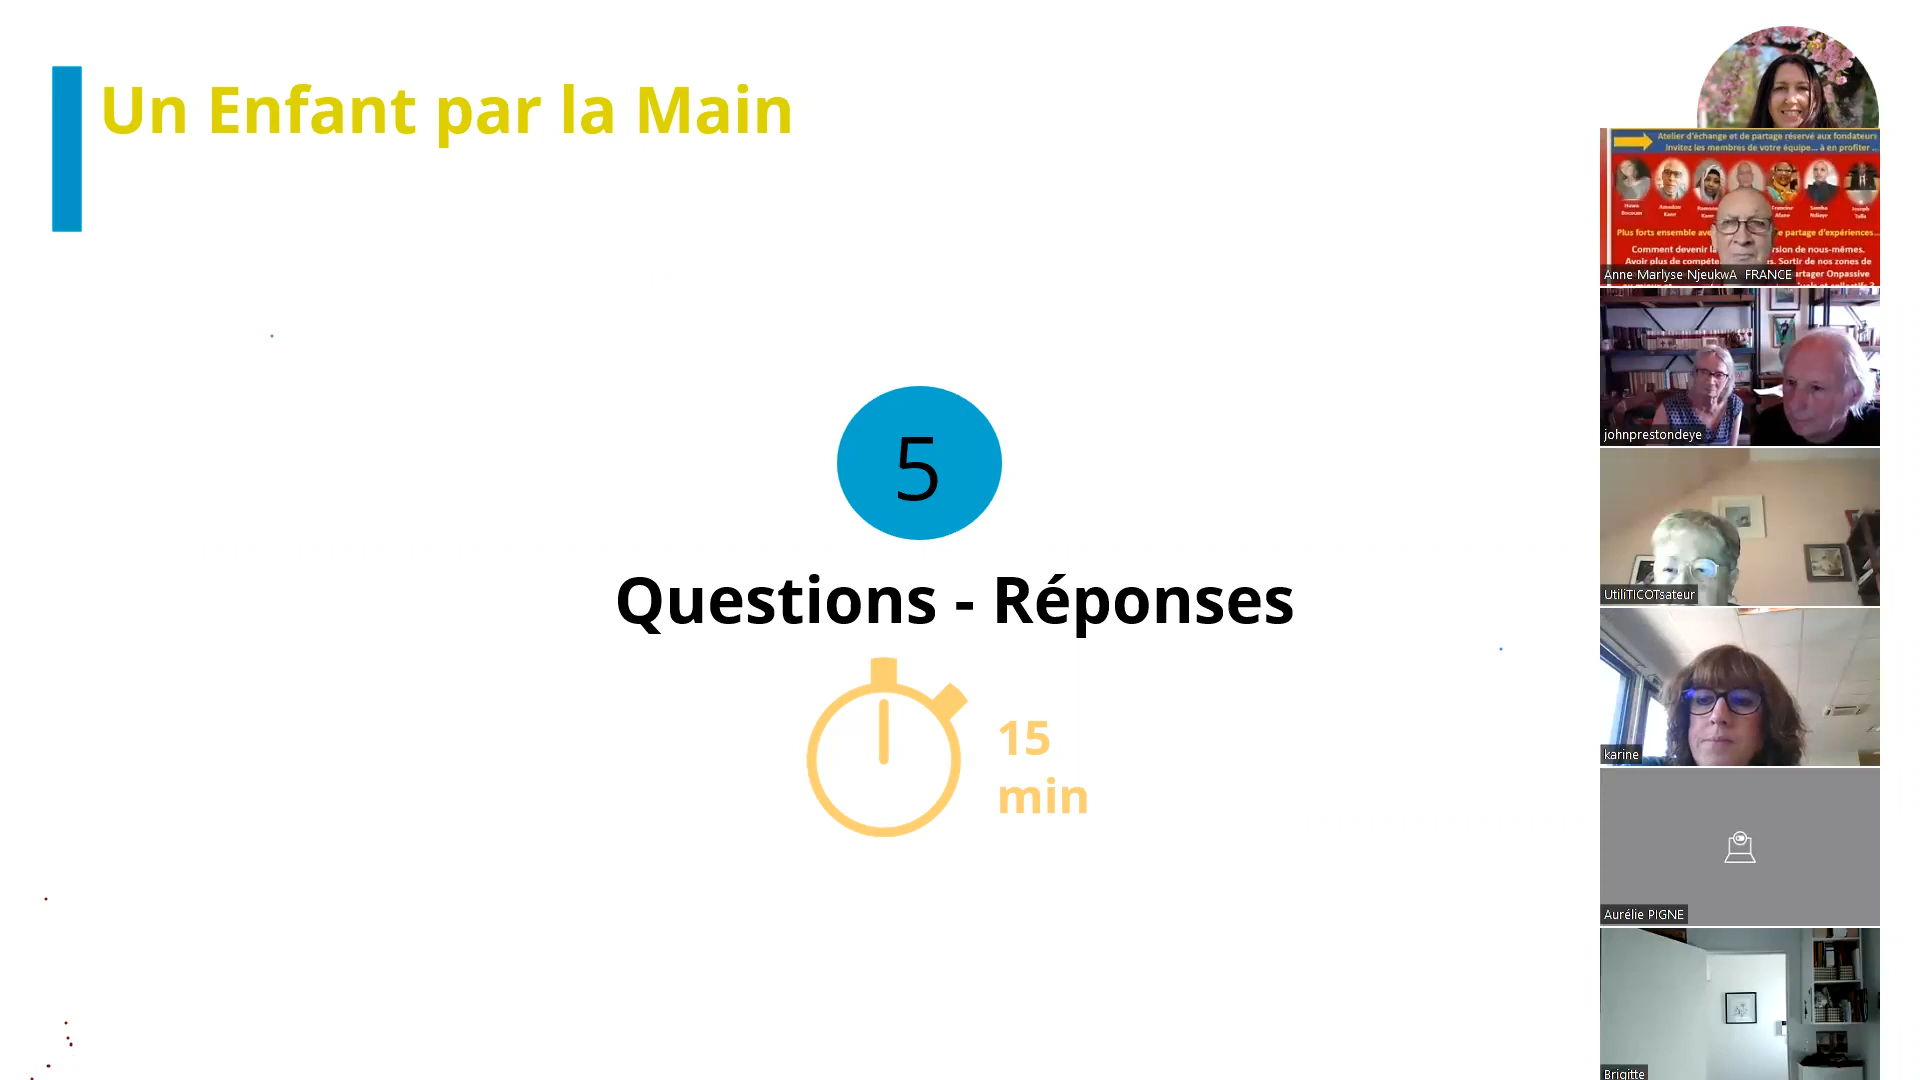 Un Enfant par la Main
5
Questions - Réponses
15
min
Atelier d'échange et de partage réservé aux fondateurs
Invitez les membres de votre équipe... à en profiter ...
Plus forts ensemble ave
e partage d'expériences...
Comment devenir la
rsion de nous-mêmes.
Avoir plus de compéte
s. Sortir de nos zones de
artager Onpassive
Anne Marlyse NjeukwA FRANCE
johnprestondeye
UtiliTICOTsateur
karine
Aurélie PIGNE
Brigitte